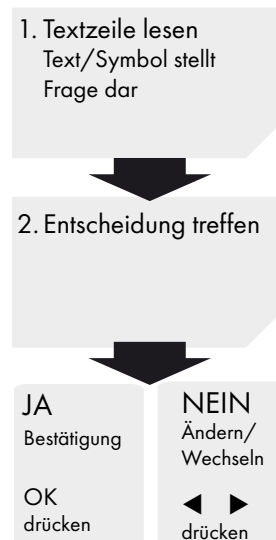 1. Textzeile lesen
Text/Symbol stellt
Frage dar
2. Entscheidung treffen
JA
Bestätigung
OK
drücken
NEIN
Ändern/
Wechseln
◀ ▶
drücken